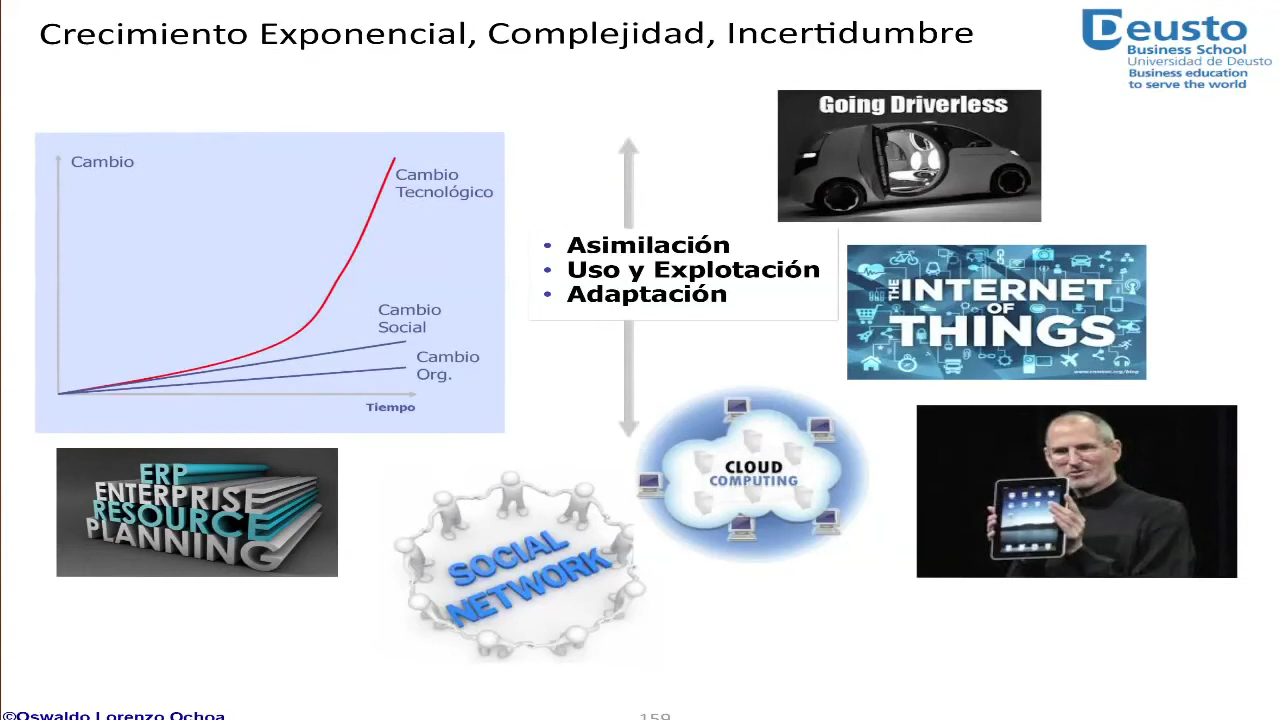 Crecimiento Exponencial, Complejidad, Incertidumbre
Deusto
Business School
Universidad de Deusto
Business education
to serve the world
Going Driverless
Cambio
Cambio
Tecnológico
Cambio
Social
Cambio
Org.
Tiempo
• Asimilación
• Uso y Explotación
• Adaptación
THE INTERNET
OF
THINGS
ERP
ENTERPRISE
RESOURCE
PLANNING
SOCIAL
NETWORK
CLOUD
COMPUTING
©Oswaldo Lorenzo Ochoa
159